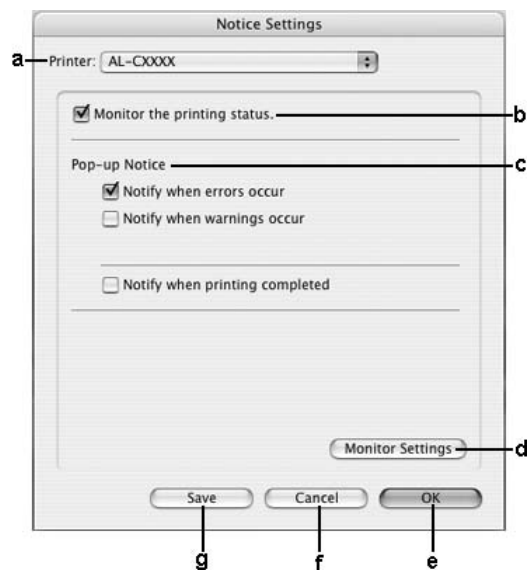 Notice Settings
a Printer: AL-CXXXX
Monitor the printing status. b
Pop-up Notice c
Notify when errors occur
Notify when warnings occur
Notify when printing completed
Monitor Settings d
Save Cancel OK
g f e